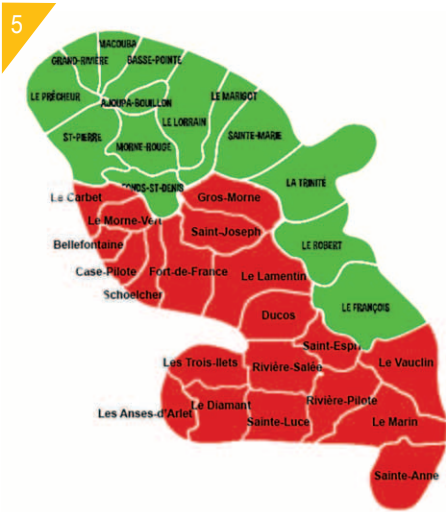 5
MACOUBA
GRAND-RIVIÈRE
BASSE-POINTE
LE PRÊCHEUR
AJOUPA-BOUILLON
LE MARIGOT
LE LORRAIN
ST-PIERRE
SAINTE-MARIE
MORNE-ROUGE
LA TRINITÉ
FONDS-ST-DENIS
Le Carbet
Gros-Morne
Le Morne-Vert
Saint-Joseph
Bellefontaine
LE ROBERT
Case-Pilote
Fort-de-France
Le Lamentin
Schoelcher
LE FRANÇOIS
Ducos
Saint-Espri
Les Trois-Ilets
Rivière-Salée
Le Vauclin
Les Anses-d'Arlet
Le Diamant
Rivière-Pilote
Sainte-Luce
Le Marin
Sainte-Anne